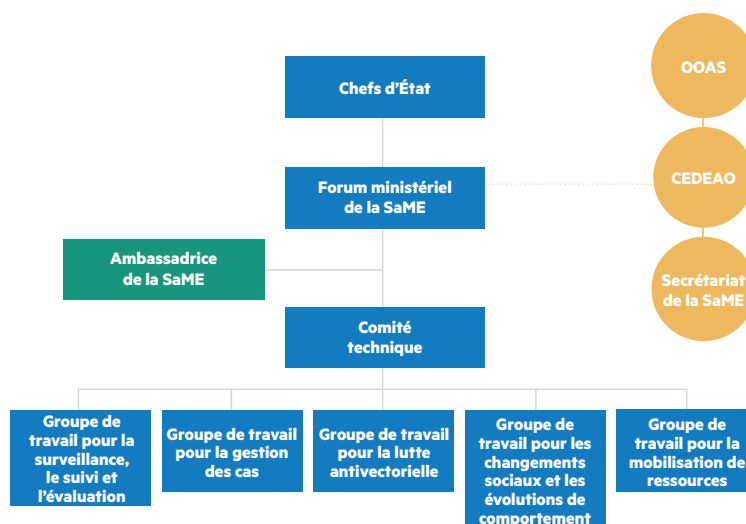 OOAS
Chefs d'État
CEDEAO
Forum ministériel
de la SaME
Ambassadrice
de la SaME
Secrétariat
de la SaME
Comité
technique
Groupe de
travail pour la
surveillance,
le suivi et
l'évaluation
Groupe de travail
pour la gestion
des cas
Groupe de travail
pour la lutte
antivectorielle
Groupe de
travail pour les
changements
sociaux et les
évolutions de
comportement
Groupe de
travail pour la
mobilisation de
ressources